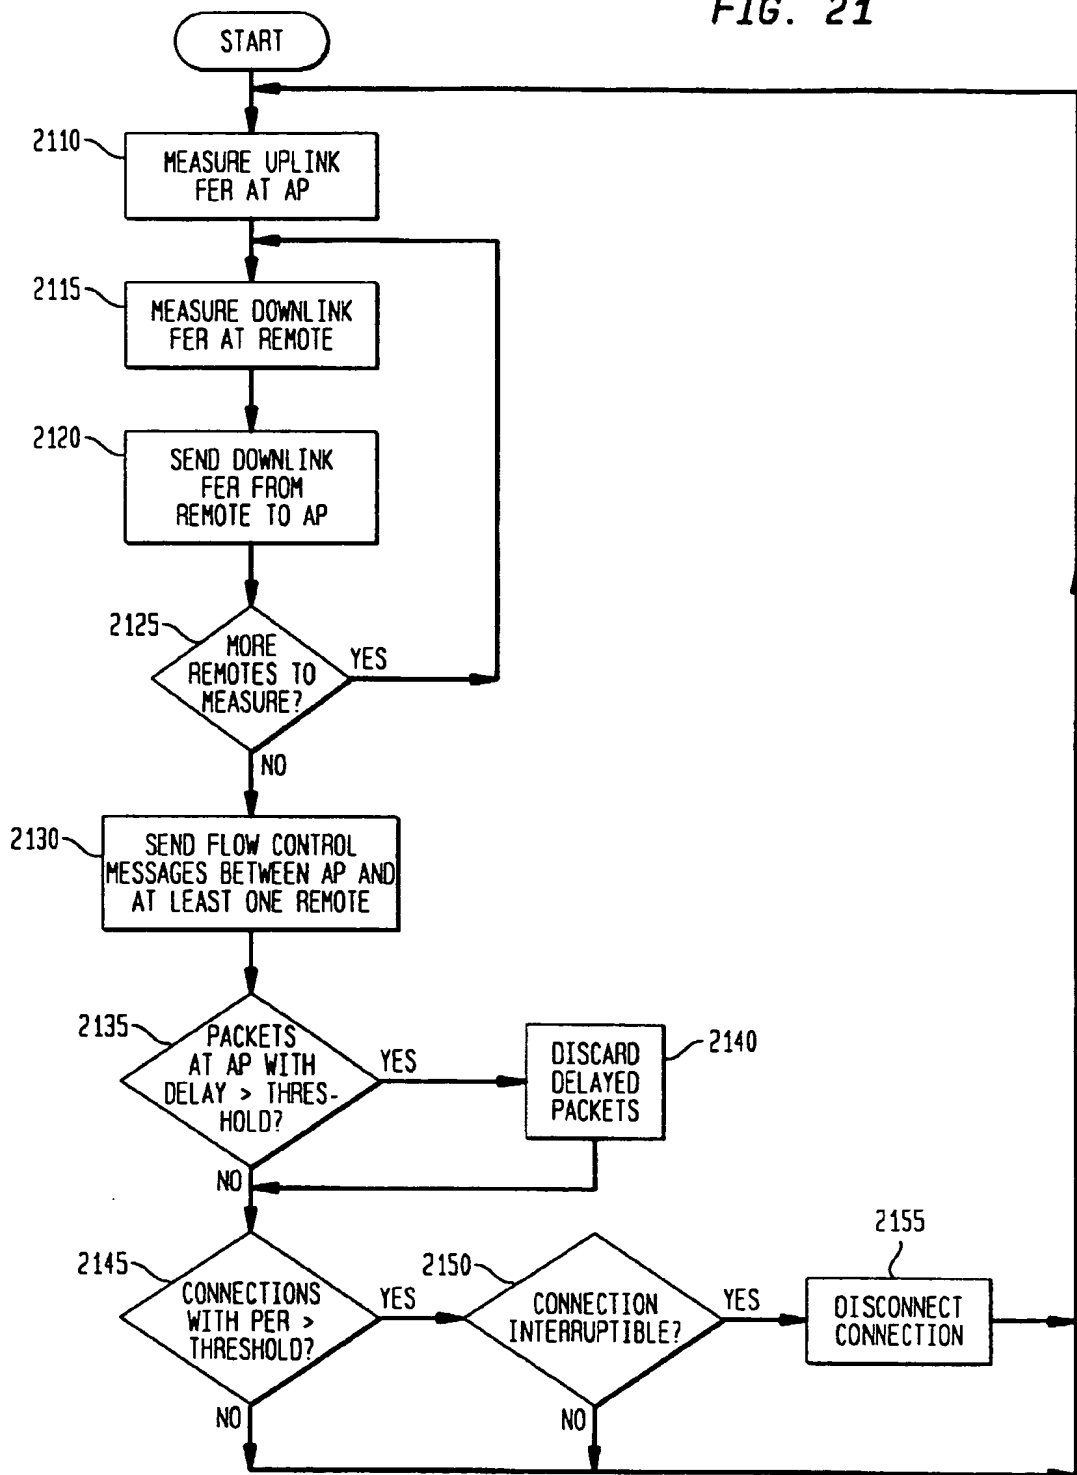 FIG. 21
START
2110
MEASURE UPLINK
FER AT AP
2115
MEASURE DOWNLINK
FER AT REMOTE
2120
SEND DOWNLINK
FER FROM
REMOTE TO AP
2125
MORE
REMOTES TO
MEASURE?
YES
NO
2130
SEND FLOW CONTROL
MESSAGES BETWEEN AP AND
AT LEAST ONE REMOTE
2135
PACKETS
AT AP WITH
DELAY > THRES-
HOLD?
YES
2140
DISCARD
DELAYED
PACKETS
NO
2145
CONNECTIONS
WITH PER >
THRESHOLD?
YES
2150
CONNECTION
INTERRUPTIBLE?
YES
2155
DISCONNECT
CONNECTION
NO
NO